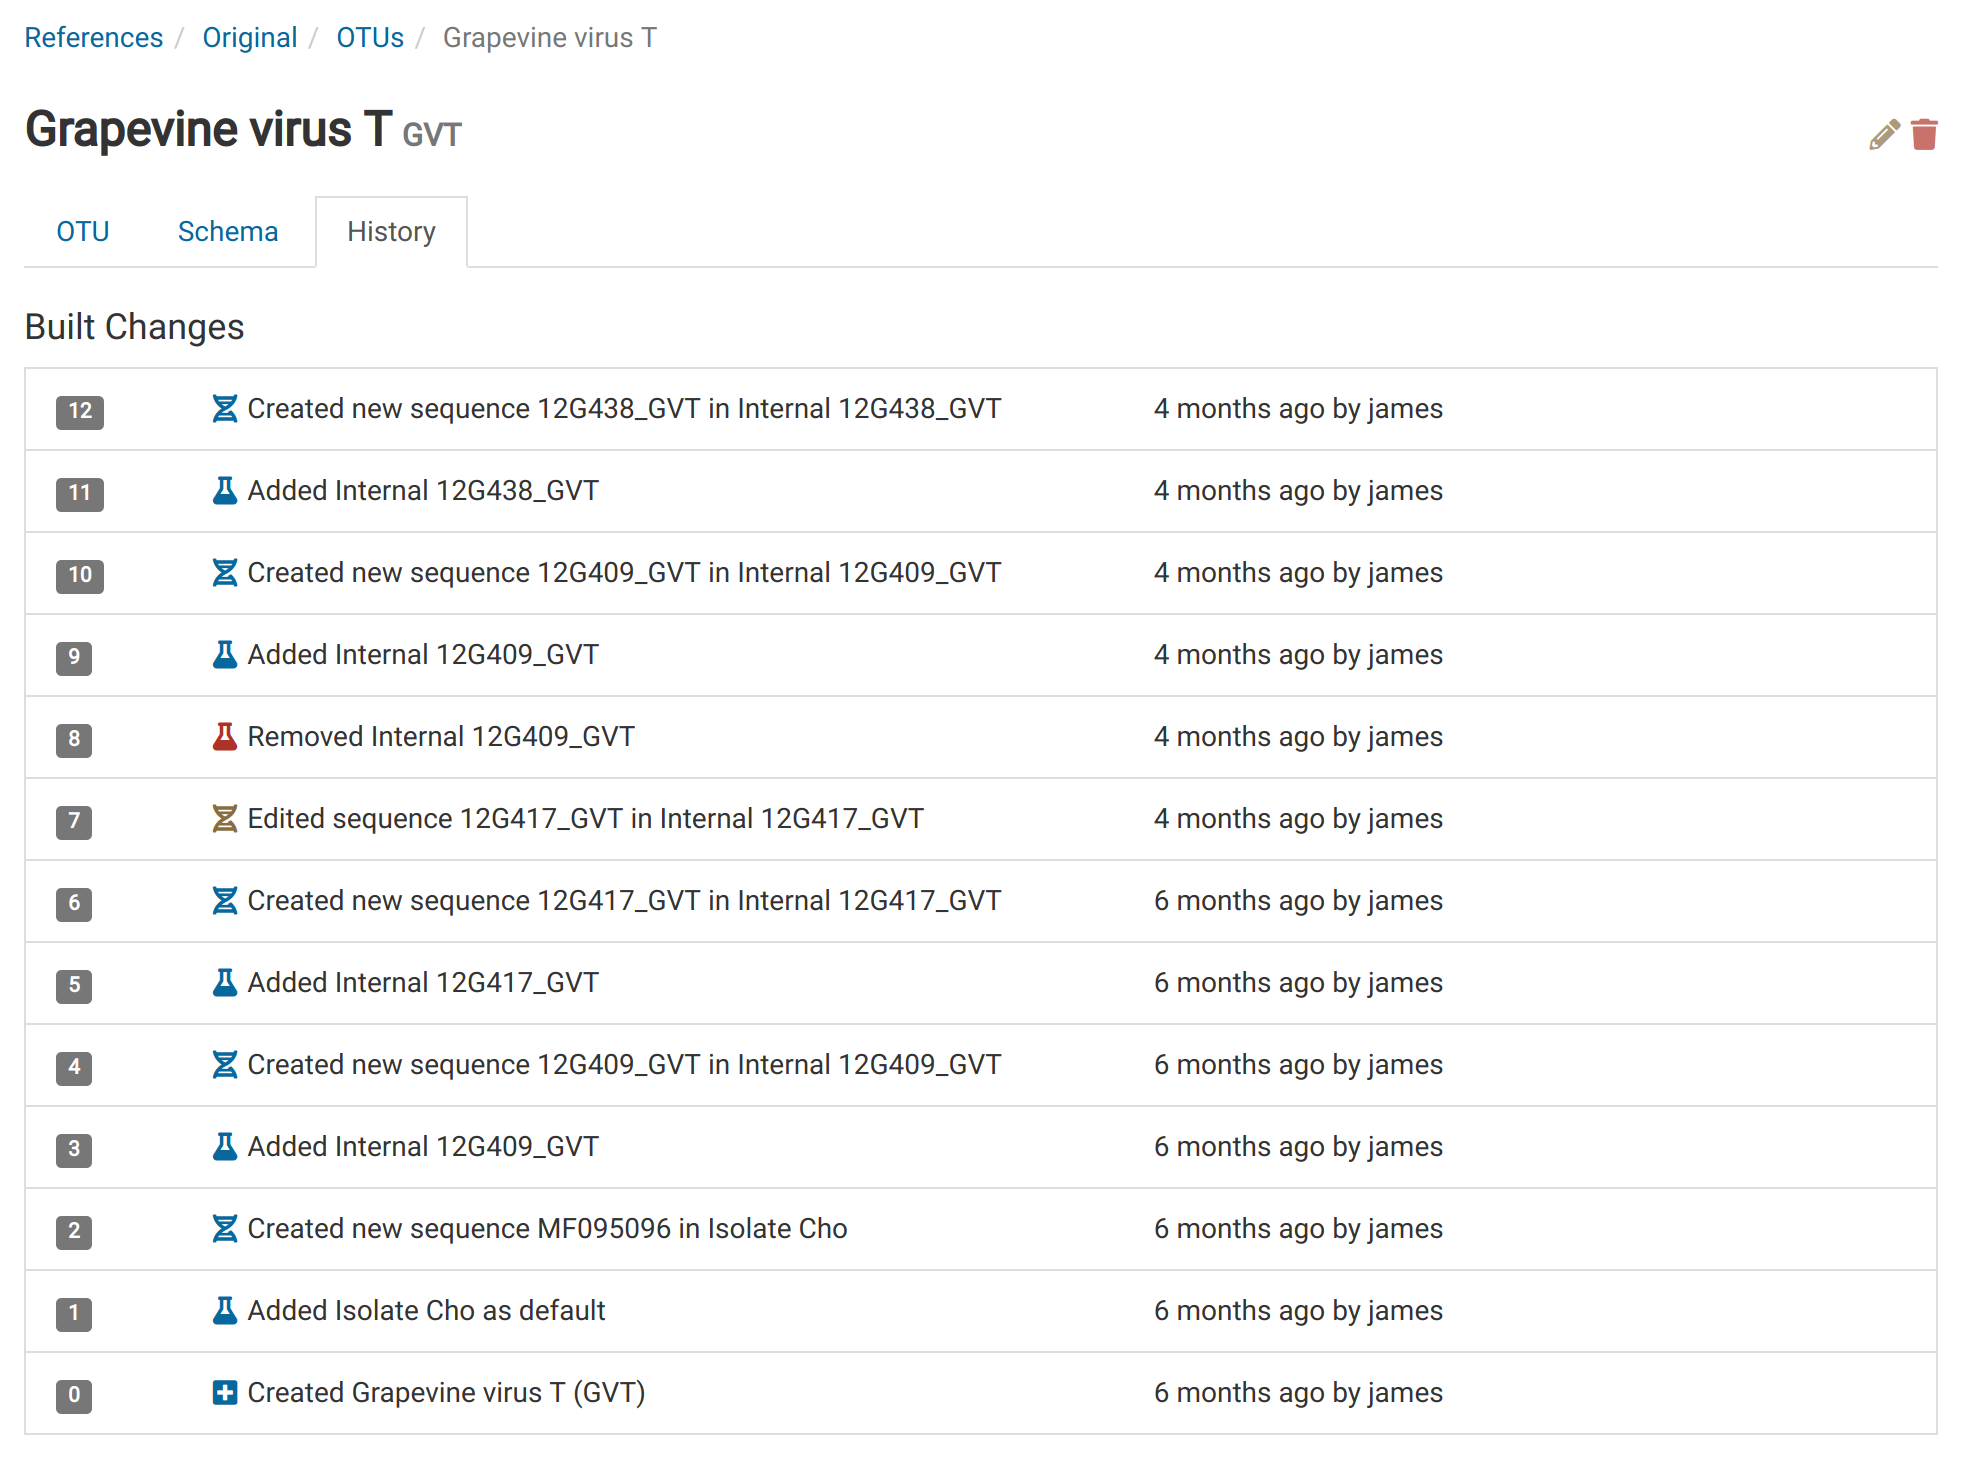 References / Original / OTUs / Grapevine virus T
Grapevine virus T GVT
OTU Schema History
Built Changes
12 Created new sequence 12G438_GVT in Internal 12G438_GVT 4 months ago by james
11 Added Internal 12G438_GVT 4 months ago by james
10 Created new sequence 12G409_GVT in Internal 12G409_GVT 4 months ago by james
9 Added Internal 12G409_GVT 4 months ago by james
8 Removed Internal 12G409_GVT 4 months ago by james
7 Edited sequence 12G417_GVT in Internal 12G417_GVT 4 months ago by james
6 Created new sequence 12G417_GVT in Internal 12G417_GVT 6 months ago by james
5 Added Internal 12G417_GVT 6 months ago by james
4 Created new sequence 12G409_GVT in Internal 12G409_GVT 6 months ago by james
3 Added Internal 12G409_GVT 6 months ago by james
2 Created new sequence MF095096 in Isolate Cho 6 months ago by james
1 Added Isolate Cho as default 6 months ago by james
0 Created Grapevine virus T (GVT) 6 months ago by james